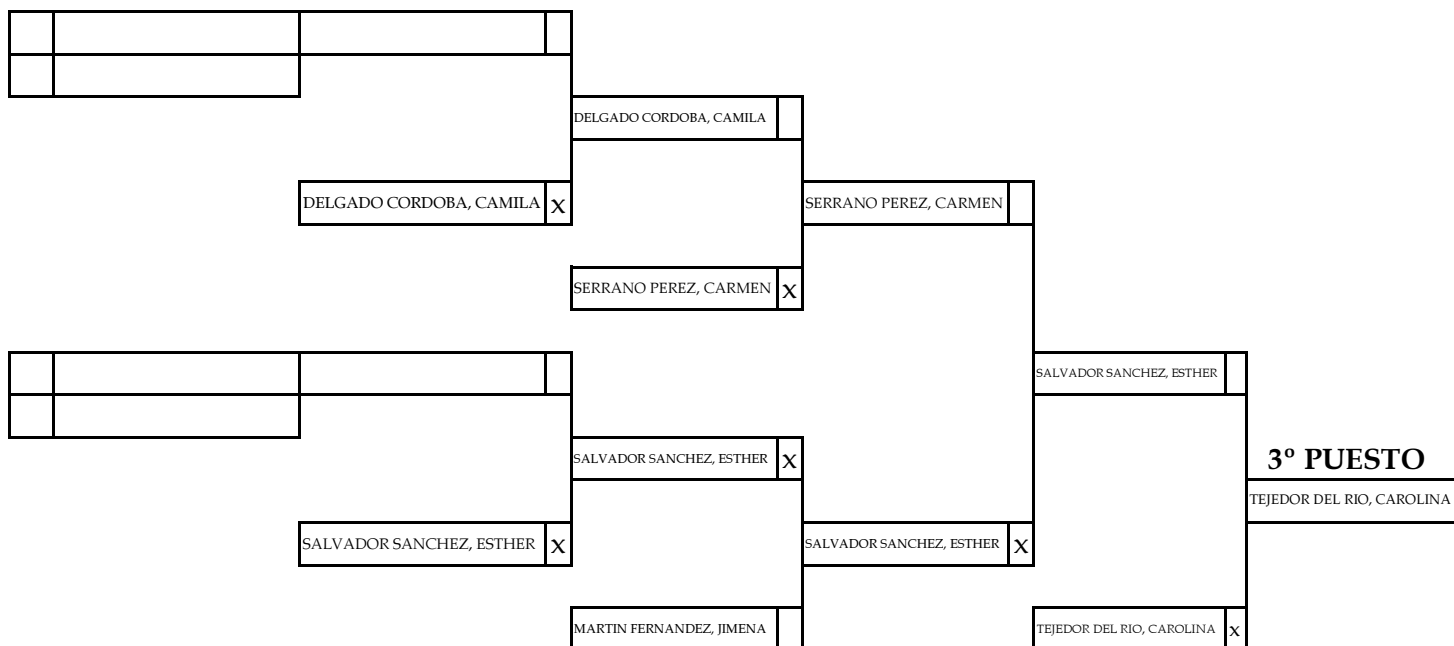 DELGADO CORDOBA, CAMILA
DELGADO CORDOBA, CAMILA x
SERRANO PEREZ, CARMEN
SERRANO PEREZ, CARMEN x
SALVADOR SANCHEZ, ESTHER
SALVADOR SANCHEZ, ESTHER x
3º PUESTO
TEJEDOR DEL RIO, CAROLINA
SALVADOR SANCHEZ, ESTHER x
SALVADOR SANCHEZ, ESTHER x
MARTIN FERNANDEZ, JIMENA
TEJEDOR DEL RIO, CAROLINA x